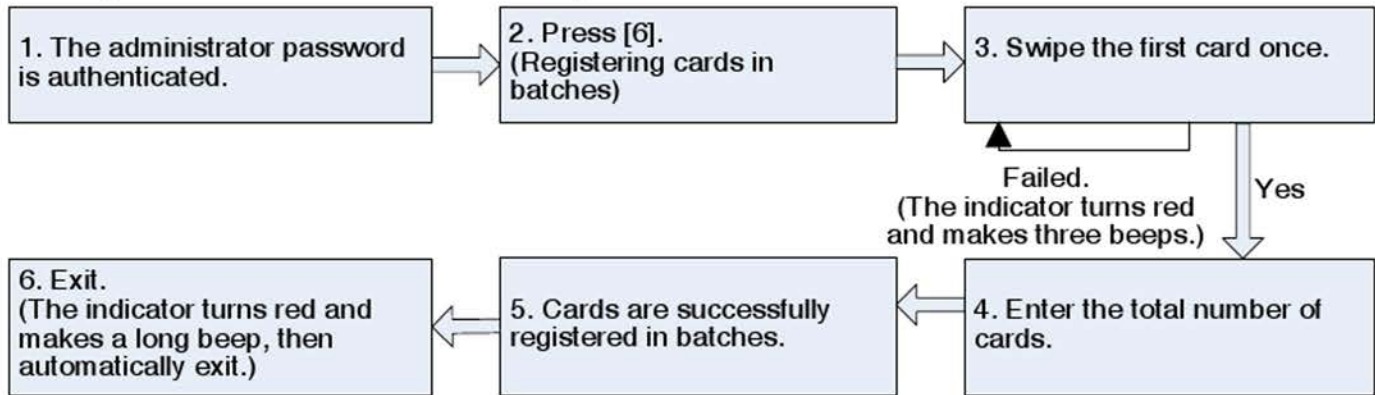 1. The administrator password
is authenticated.
2. Press [6].
(Registering cards in
batches)
3. Swipe the first card once.
Failed.
(The indicator turns red
and makes three beeps.)
Yes
4. Enter the total number of
cards.
5. Cards are successfully
registered in batches.
6. Exit.
(The indicator turns red and
makes a long beep, then
automatically exit.)